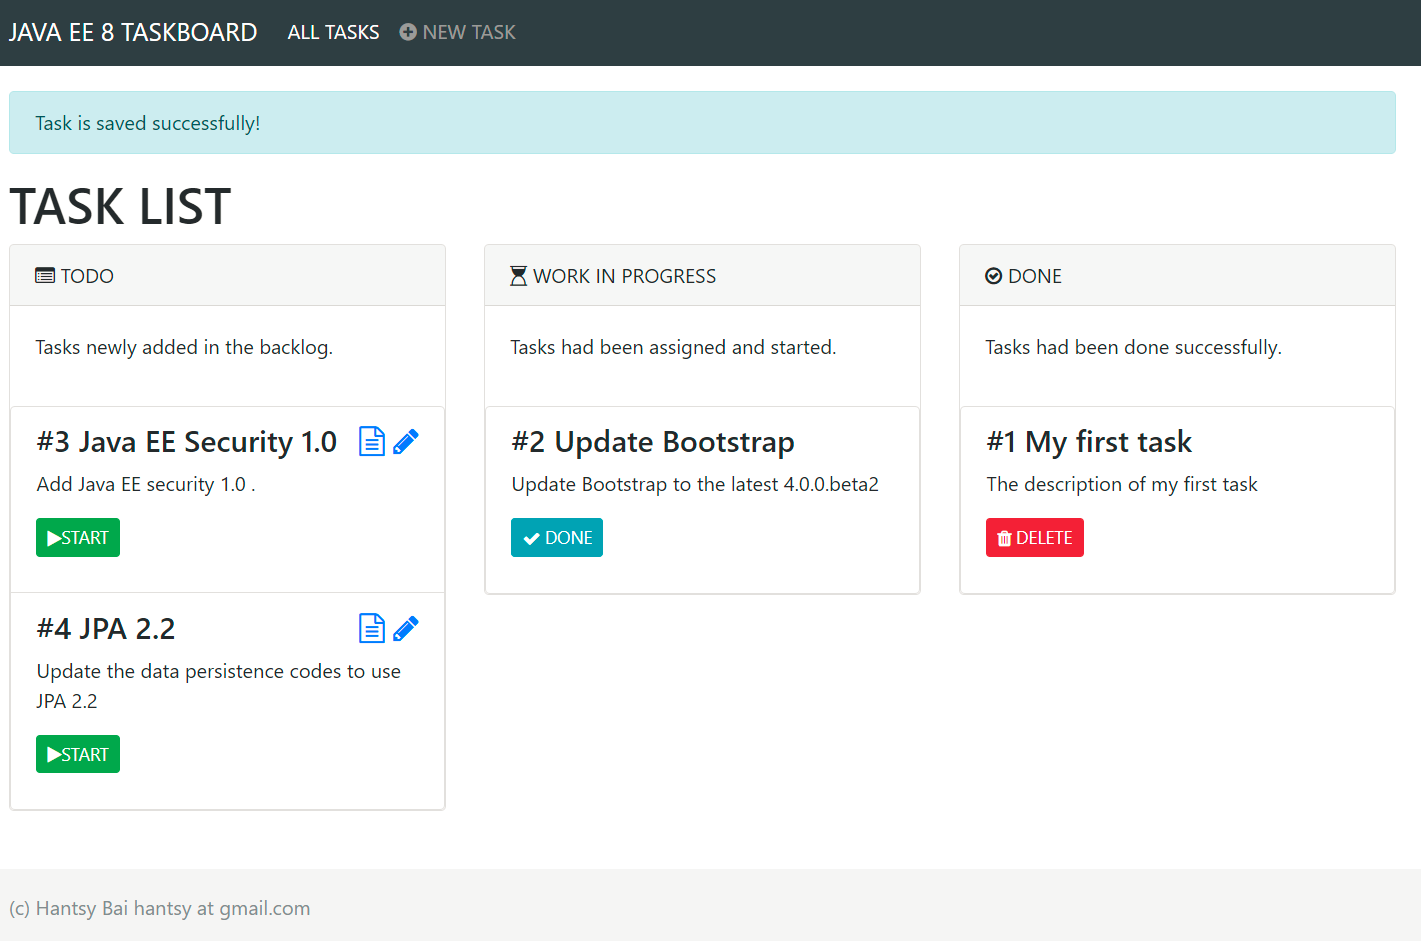 JAVA EE 8 TASKBOARD ALL TASKS NEW TASK
Task is saved successfully!
TASK LIST
TODO
Tasks newly added in the backlog.
#3 Java EE Security 1.0
Add Java EE security 1.0 .
START
#4 JPA 2.2
Update the data persistence codes to use
JPA 2.2
START
WORK IN PROGRESS
Tasks had been assigned and started.
#2 Update Bootstrap
Update Bootstrap to the latest 4.0.0.beta2
DONE
DONE
Tasks had been done successfully.
#1 My first task
The description of my first task
DELETE
(c) Hantsy Bai hantsy at gmail.com